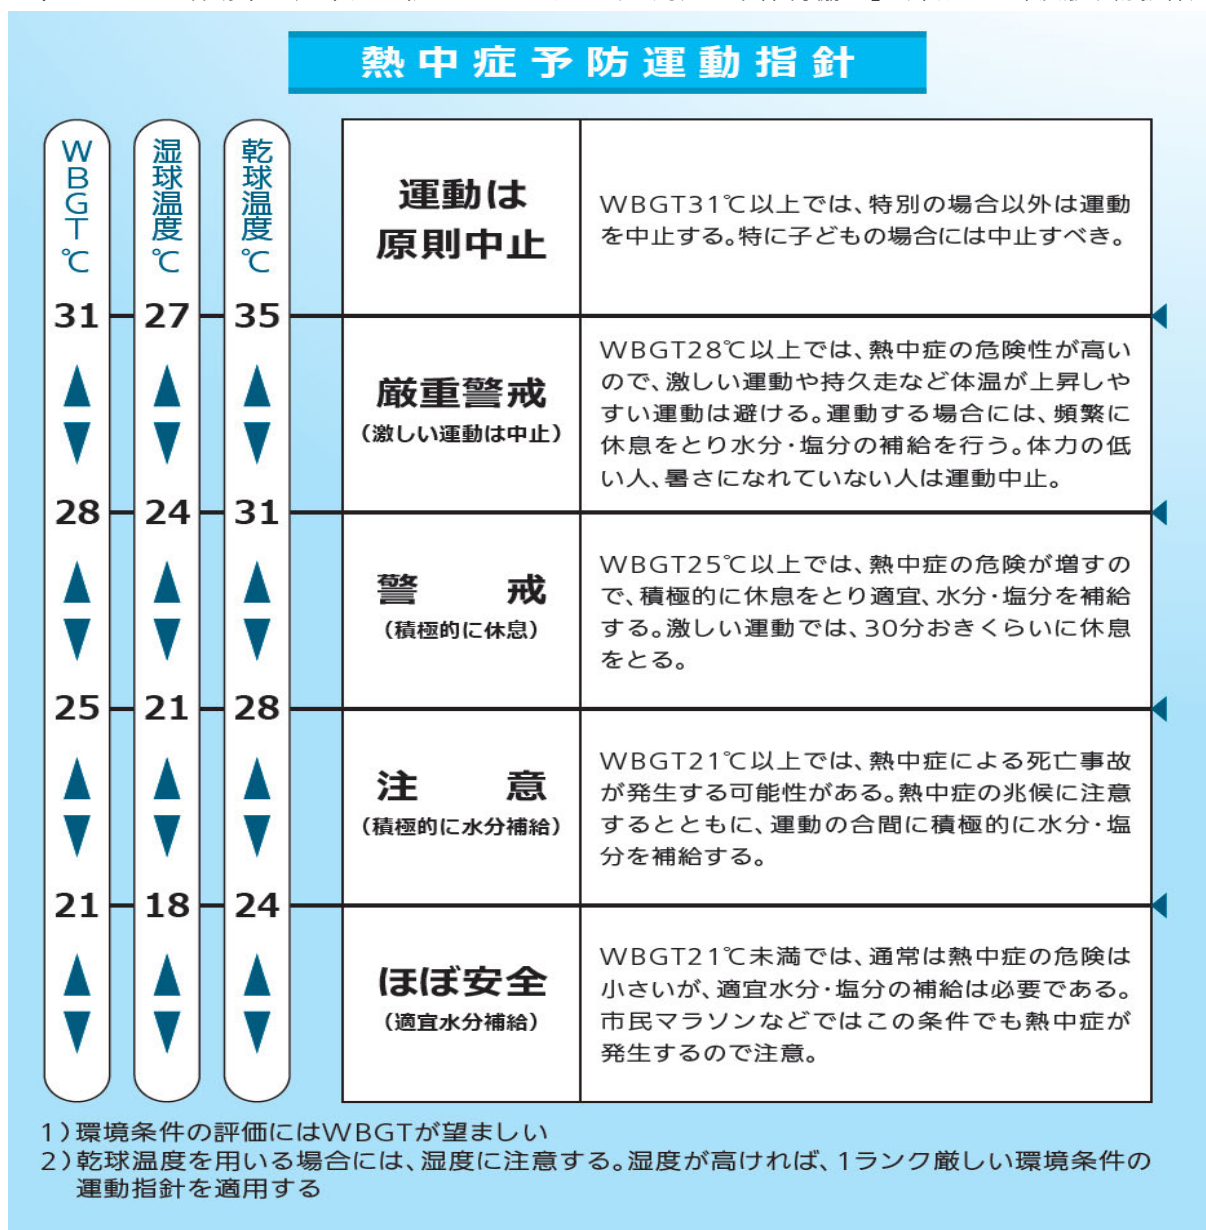 熱中症予防運動指針
WBGT℃
湿球温度℃
乾球温度℃
運動は
原則中止
WBGT31℃以上では、特別の場合以外は運動
を中止する。特に子どもの場合には中止すべき。
31 27 35
厳重警戒
(激しい運動は中止)
WBGT28℃以上では、熱中症の危険性が高い
ので、激しい運動や持久走など体温が上昇しや
すい運動は避ける。運動する場合には、頻繁に
休息をとり水分・塩分の補給を行う。体力の低
い人、暑さになれていない人は運動中止。
28 24 31
警戒
(積極的に休息)
WBGT25℃以上では、熱中症の危険が増すの
で、積極的に休息をとり適宜、水分・塩分を補給
する。激しい運動では、30分おきくらいに休息
をとる。
25 21 28
注意
(積極的に水分補給)
WBGT21℃以上では、熱中症による死亡事故
が発生する可能性がある。熱中症の兆候に注意
するとともに、運動の合間に積極的に水分・塩
分を補給する。
21 18 24
ほぼ安全
(適宜水分補給)
WBGT21℃未満では、通常は熱中症の危険は
小さいが、適宜水分・塩分の補給は必要である。
市民マラソンなどではこの条件でも熱中症が
発生するので注意。
1)環境条件の評価にはWBGTが望ましい
2)乾球温度を用いる場合には、湿度に注意する。湿度が高ければ、1ランク厳しい環境条件の
運動指針を適用する